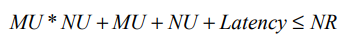 MU * NU + MU + NU + Latency ≤ NR